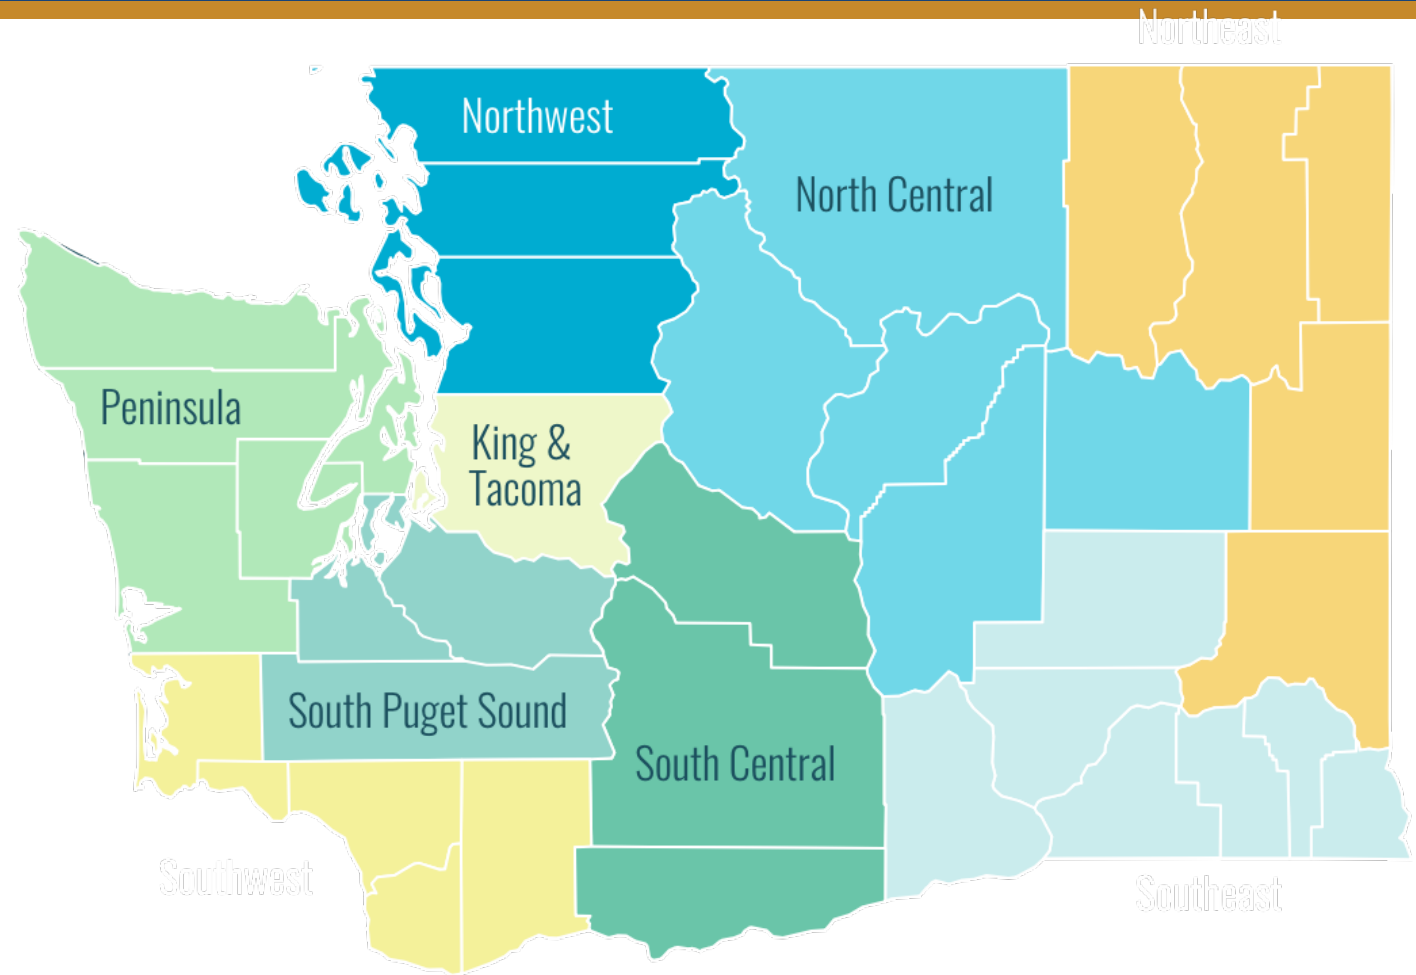 Northeast
Northwest
North Central
Peninsula
King &
Tacoma
South Puget Sound
South Central
Southwest
Southeast